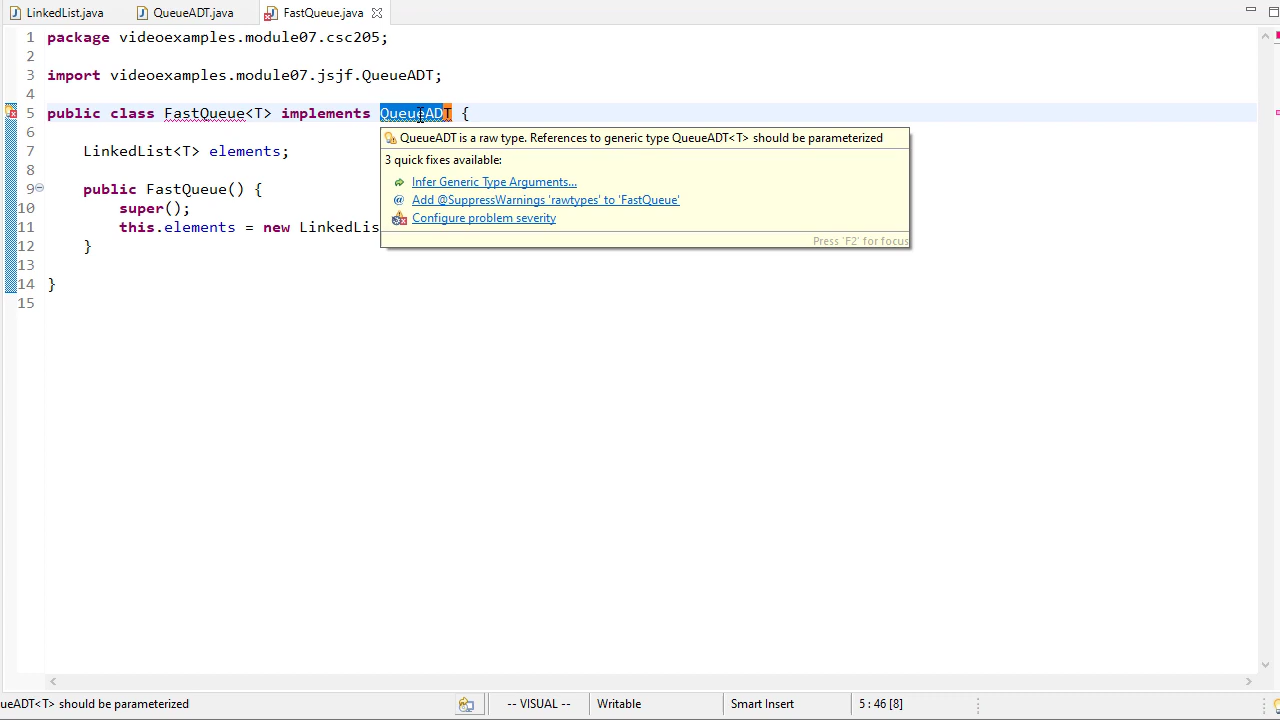 LinkedList.java QueueADT.java FastQueue.java
1 package videoexamples.module07.csc205;
2
3 import videoexamples.module07.jsjf.QueueADT;
4
5 public class FastQueue<T> implements QueueADT {
6
QueueADT is a raw type. References to generic type QueueADT<T> should be parameterized
7 LinkedList<T> elements;
3 quick fixes available:
8
Infer Generic Type Arguments...
9 public FastQueue() {
Add @SuppressWarnings 'rawtypes' to 'FastQueue'
10 super();
Configure problem severity
11 this.elements = new LinkedLis
Press 'F2' for focus
12 }
13
14 }
15
ueADT<T> should be parameterized -- VISUAL -- Writable Smart Insert 5 : 46 [8]